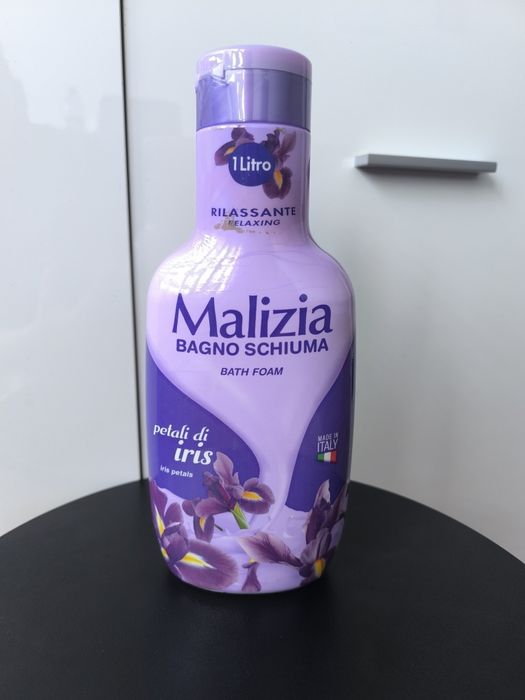 1 Litro
RILASSANTE
RELAXING
Malizia
BAGNO SCHIUMA
BATH FOAM
petali di
iris
iris petals
MADE IN
ITALY